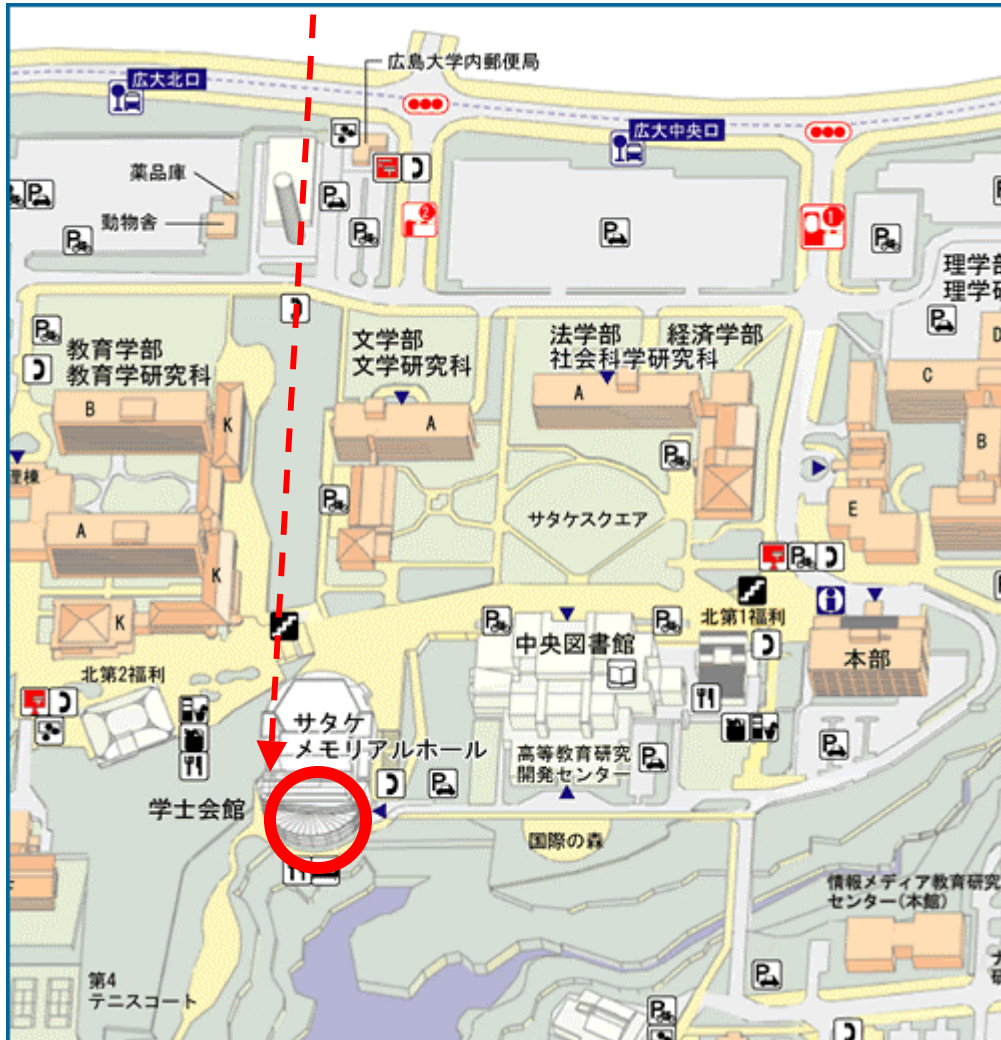 広島大学内郵便局
広大北口
広大中央口
薬品庫
動物舎
2
1
理学部
理学研
教育学部
教育学研究科
文学部
文学研究科
法学部 経済学部
社会科学研究科
D
C
B
K
A
A
B
理棟
サタケスクエア
E
A
K
K
北第1福利
中央図書館
本部
北第2福利
サタケ
メモリアルホール
高等教育研究
開発センター
学士会館
国際の森
情報メディア教育研究
センター(本館)
第4
テニスコート